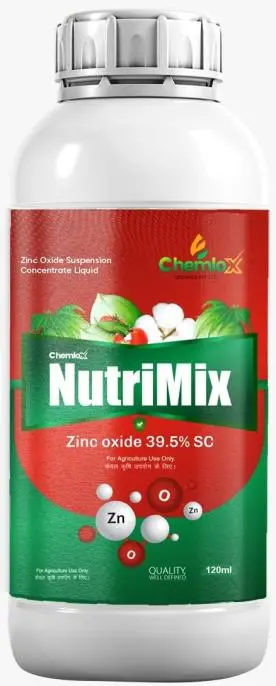 Zinc Oxide Suspension
Concentrate Liquid
ChemloX
ChemloX
NutriMix
Zinc oxide 39.5% SC
For Agriculture Use Only.
केवल कृषि उपयोग के लिए।
O
Zn
Zn
O
For Agriculture Use Only.
केवल कृषि उपयोग के लिए।
QUALITY,
WELL DEFINED
120ml